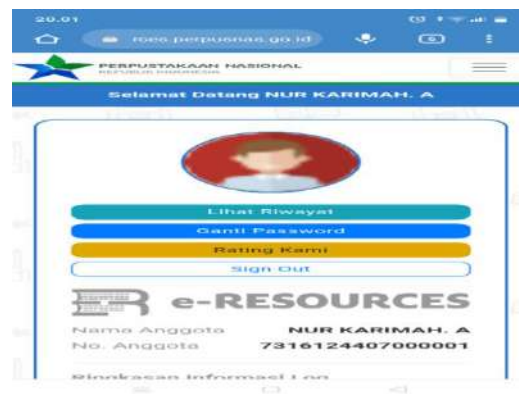 20.01
roes.perpusnas.go.id
PERPUSTAKAAN NASIONAL
REPUBLIK INDONESIA
Selamat Datang NUR KARIMAH. A
Lihat Riwayat
Ganti Password
Rating Kami
Sign Out
e-RESOURCES
Nama Anggota NUR KARIMAH. A
No. Anggota 7316124407000001
Ringkasan Informasi Log